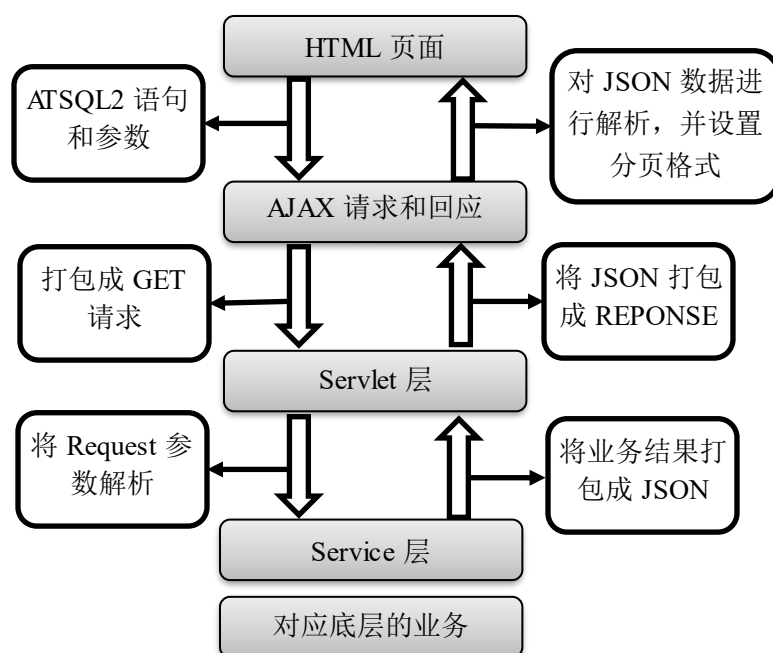 HTML 页面
ATSQL2 语句
和参数
对 JSON 数据进
行解析，并设置
分页格式
AJAX 请求和回应
打包成 GET
请求
将 JSON 打包
成 REPONSE
Servlet 层
将 Request 参
数解析
将业务结果打
包成 JSON
Service 层
对应底层的业务